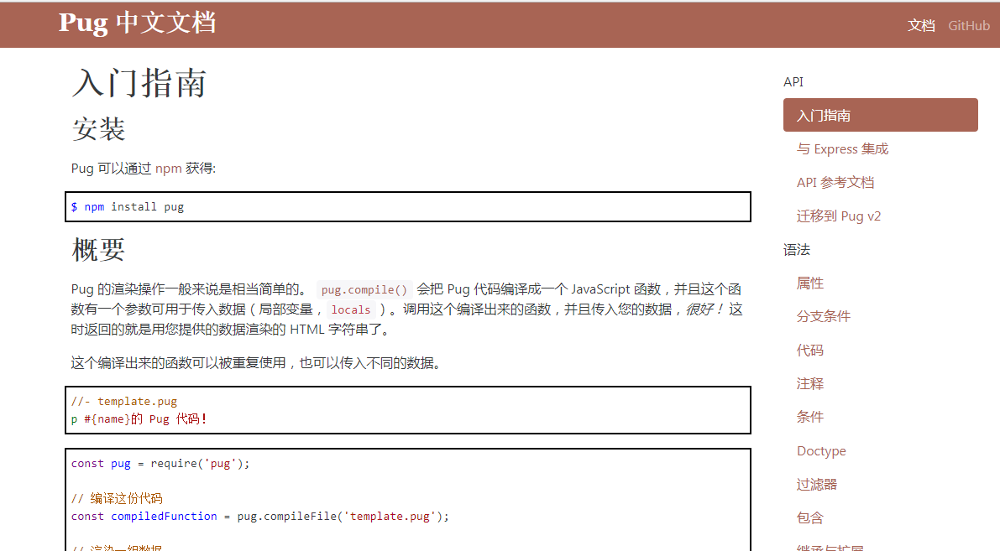 Pug 中文文档
文档 GitHub
入门指南
安装
Pug 可以通过 npm 获得:
$ npm install pug
概要
Pug 的渲染操作一般来说是相当简单的。 pug.compile() 会把 Pug 代码编译成一个 JavaScript 函数，并且这个函
数有一个参数可用于传入数据（局部变量， locals ）。调用这个编译出来的函数，并且传入您的数据，很好！ 这
时返回的就是用您提供的数据渲染的 HTML 字符串了。
这个编译出来的函数可以被重复使用，也可以传入不同的数据。
//- template.pug
p #{name}的 Pug 代码！
const pug = require('pug');
// 编译这份代码
const compiledFunction = pug.compileFile('template.pug');
// 渲染一组数据
API
入门指南
与 Express 集成
API 参考文档
迁移到 Pug v2
语法
属性
分支条件
代码
注释
条件
Doctype
过滤器
包含
继承与扩展